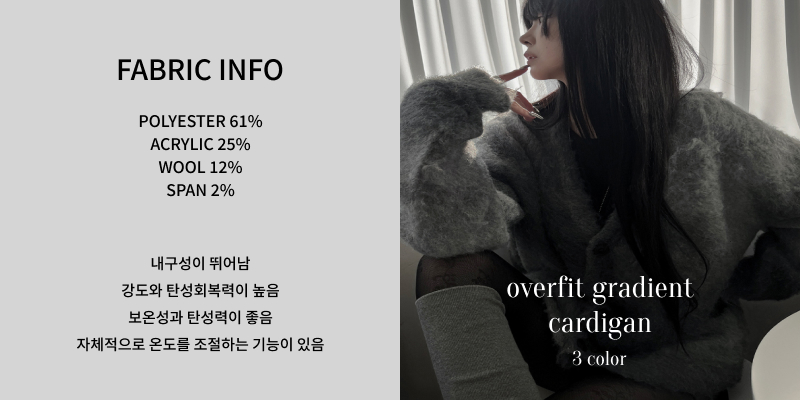 FABRIC INFO
POLYESTER 61%
ACRYLIC 25%
WOOL 12%
SPAN 2%
내구성이 뛰어남
강도와 탄성회복력이 높음
보온성과 탄성력이 좋음
자체적으로 온도를 조절하는 기능이 있음
overfit gradient
cardigan
3 color